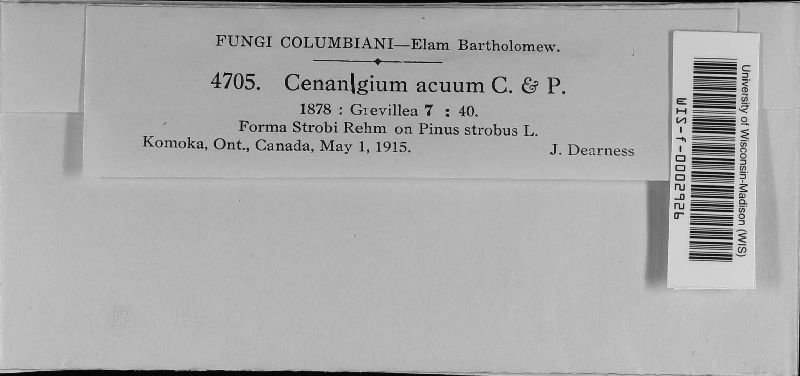 FUNGI COLUMBIANI—Elam Bartholomew.
4705. Cenan|gium acuum C. & P.
1878 : Grevillea 7 : 40.
Forma Strobi Rehm on Pinus strobus L.
Komoka, Ont., Canada, May 1, 1915. J. Dearness
University of Wisconsin-Madison (WIS)
WIS-f-0002926